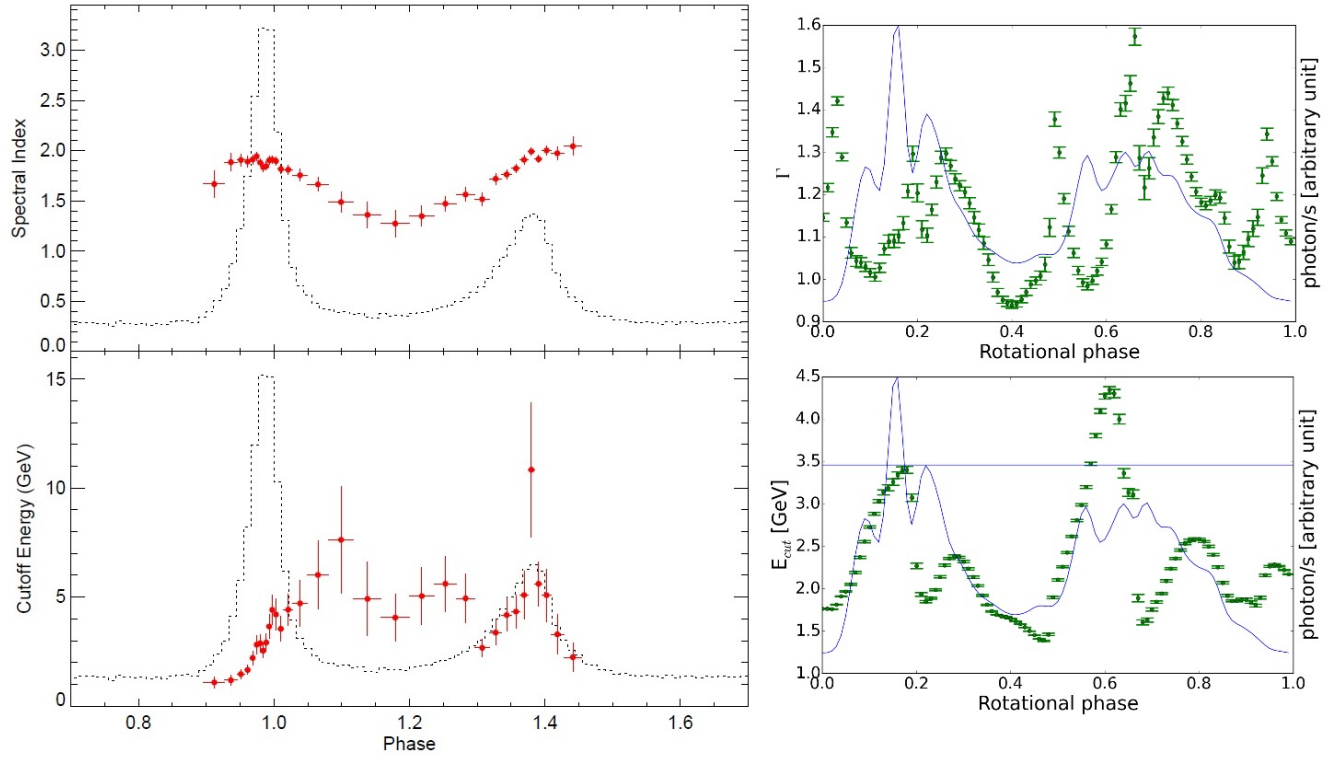 3.0
2.5
2.0
1.5
1.0
0.5
0.0
Spectral Index
15
10
5
0
Cutoff Energy (GeV)
0.8 1.0 1.2 1.4 1.6
Phase
1.6
1.5
1.4
1.3
1.2
1.1
1.0
0.9
Γ
photon/s [arbitrary unit]
0.0 0.2 0.4 0.6 0.8 1.0
Rotational phase
4.5
4.0
3.5
3.0
2.5
2.0
1.5
1.0
E_cut [GeV]
photon/s [arbitrary unit]
0.0 0.2 0.4 0.6 0.8 1.0
Rotational phase